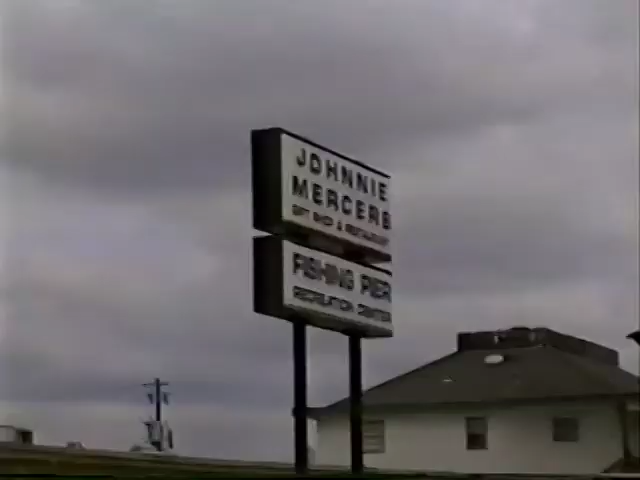 JOHNNIE
MERCERS
GIFT SHOP & RESTAURANT
FISHING PIER
RECREATION CENTER